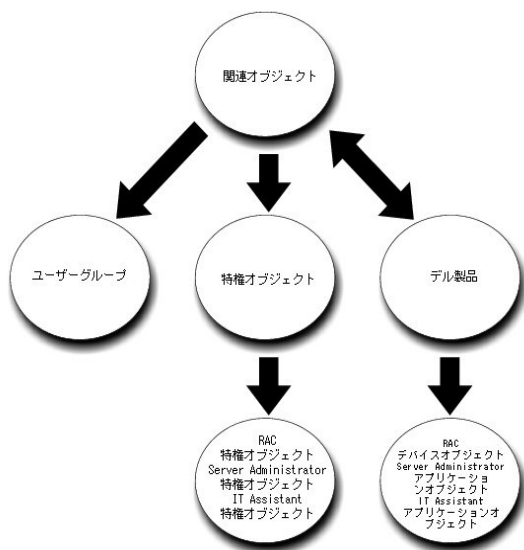 関連オブジェクト
ユーザーグループ
特権オブジェクト
デル製品
RAC
特権オブジェクト
Server Administrator
特権オブジェクト
IT Assistant
特権オブジェクト
RAC
デバイスオブジェクト
Server Administrator
アプリケーショ
ンオブジェクト
IT Assistant
アプリケーションオ
ブジェクト